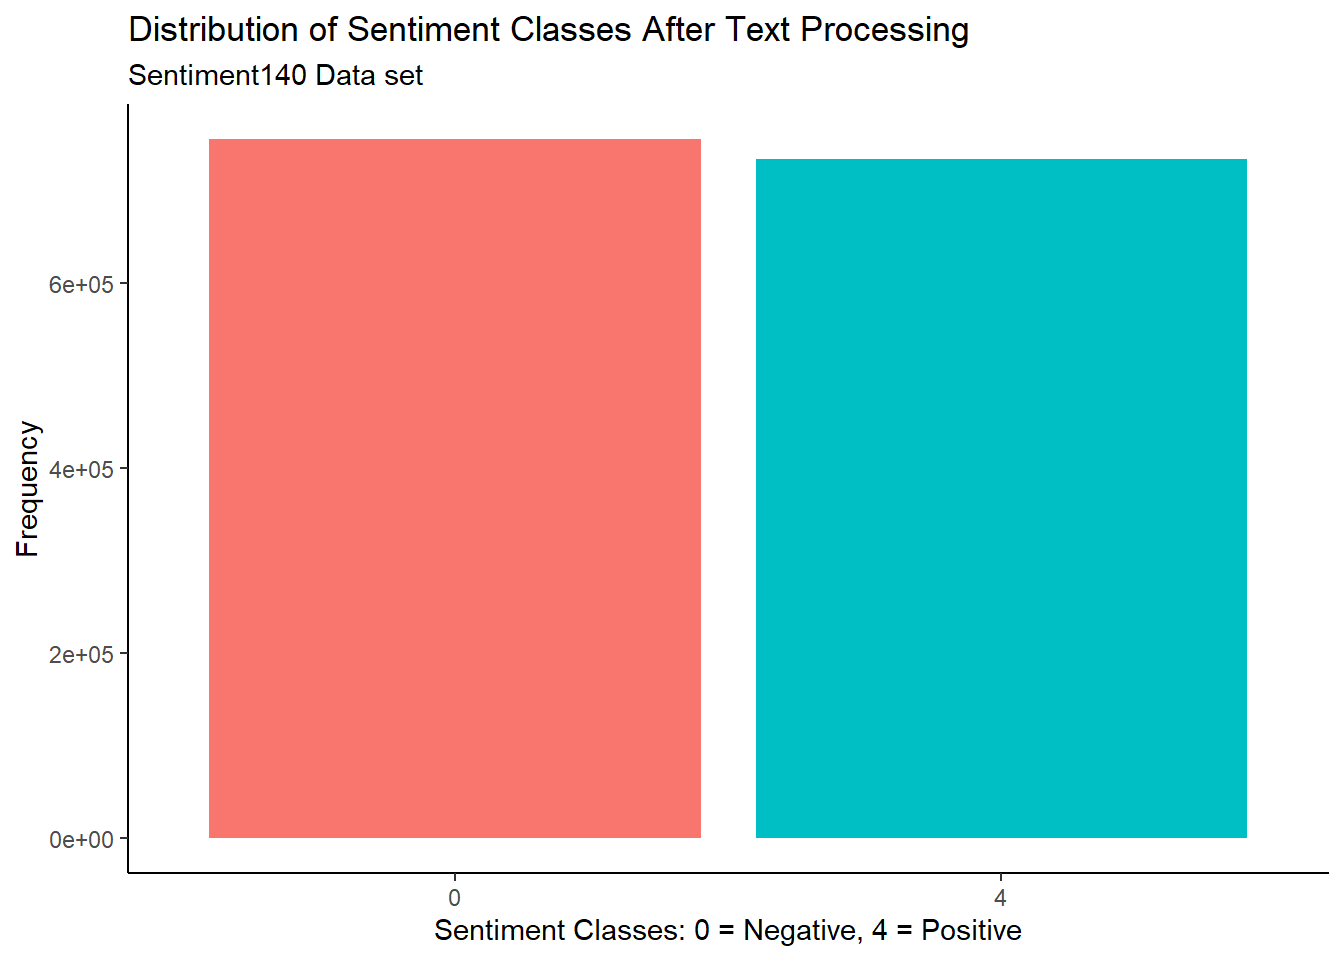 Distribution of Sentiment Classes After Text Processing
Sentiment140 Data set
Frequency
6e+05
4e+05
2e+05
0e+00
0
4
Sentiment Classes: 0 = Negative, 4 = Positive